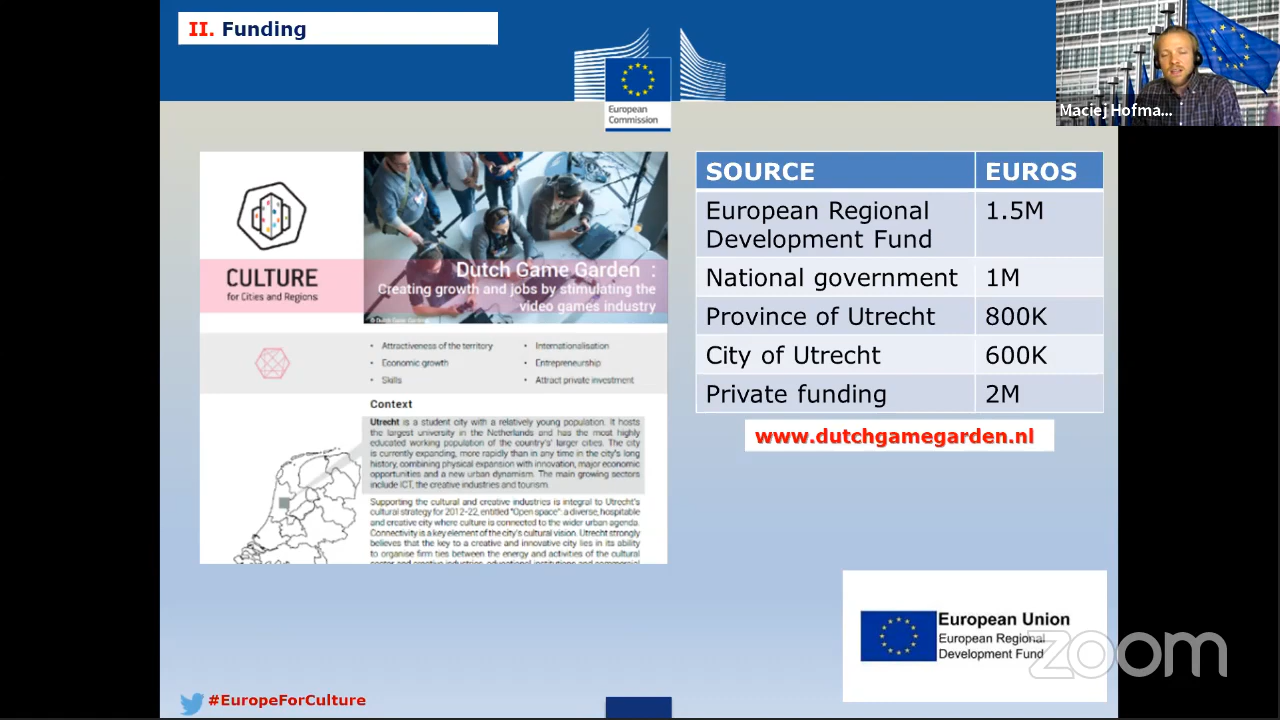 II. Funding
European
Commission
Maciej Hofma...
CULTURE
for Cities and Regions
Dutch Game Garden :
Creating growth and jobs by stimulating the
video games industry
• Attractiveness of the territory
• Economic growth
• Skills
• Internationalisation
• Entrepreneurship
• Attract private investment
Context
Utrecht is a student city with a relatively young population. It hosts
the largest university in the Netherlands and has the most highly
educated working population of the country's larger cities. The city
is currently expanding, more rapidly than in any time in the city's long
history, combining physical expansion with innovation, major economic
opportunities and a new urban dynamism. The main growing sectors
include ICT, the creative industries and tourism.
Supporting the cultural and creative industries is integral to Utrecht's
cultural strategy for 2012-22, entitled "Open space": a diverse, hospitable
and creative city where culture is connected to the wider urban agenda.
Connectivity is a key element of the city's cultural vision. Utrecht strongly
believes that the key to a creative and innovative city lies in its ability
to organise firm ties between the energy and activities of the cultural
SOURCE EUROS
European Regional 1.5M
Development Fund
National government 1M
Province of Utrecht 800K
City of Utrecht 600K
Private funding 2M
www.dutchgamegarden.nl
European Union
European Regional
Development Fund
zoom
#EuropeForCulture